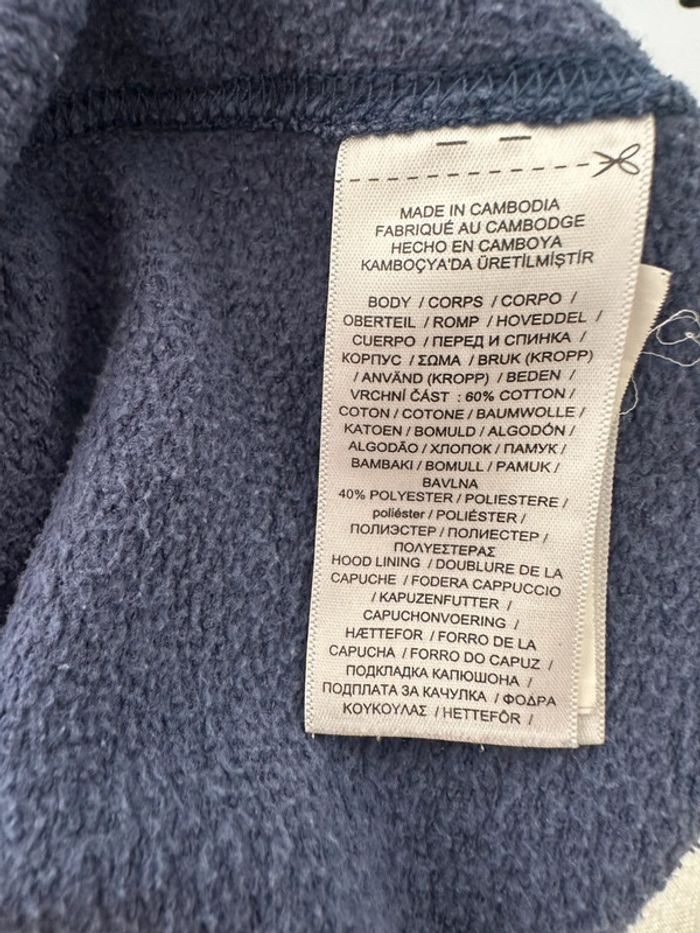 MADE IN CAMBODIA
FABRIQUÉ AU CAMBODGE
HECHO EN CAMBOYA
KAMBOÇYA'DA ÜRETİLMİŞTİR
BODY / CORPS / CORPO /
OBERTEIL / ROMP / HOVEDDEL /
CUERPO / ПЕРЕД И СПИНКА /
КОРПУС / ΣΩΜΑ / BRUK (KROPP)
/ ANVÄND (KROPP) / BEDEN /
VRCHNÍ ČÁST : 60% COTTON /
COTON / COTONE / BAUMWOLLE /
KATOEN / BOMULD / ALGODÓN /
ALGODÃO / ХЛОПОК / ПАМУК /
ΒΑΜΒΑΚΙ / BOMULL / PAMUK /
BAVLNA
40% POLYESTER / POLIESTERE /
poliéster / POLIÉSTER /
ПОЛИЭСТЕР / ПОЛИЕСТЕР /
ΠΟΛΥΕΣΤΕΡΑΣ
HOOD LINING / DOUBLURE DE LA
CAPUCHE / FODERA CAPPUCCIO
/ KAPUZENFUTTER /
CAPUCHONVOERING /
HÆTTEFOR / FORRO DE LA
CAPUCHA / FORRO DO CAPUZ /
ПОДКЛАДКА КАПЮШОНА /
ПОДПЛАТА ЗА КАЧУЛКА / ΦΟΔΡΑ
ΚΟΥΚΟΥΛΑΣ / HETTEFÔR /